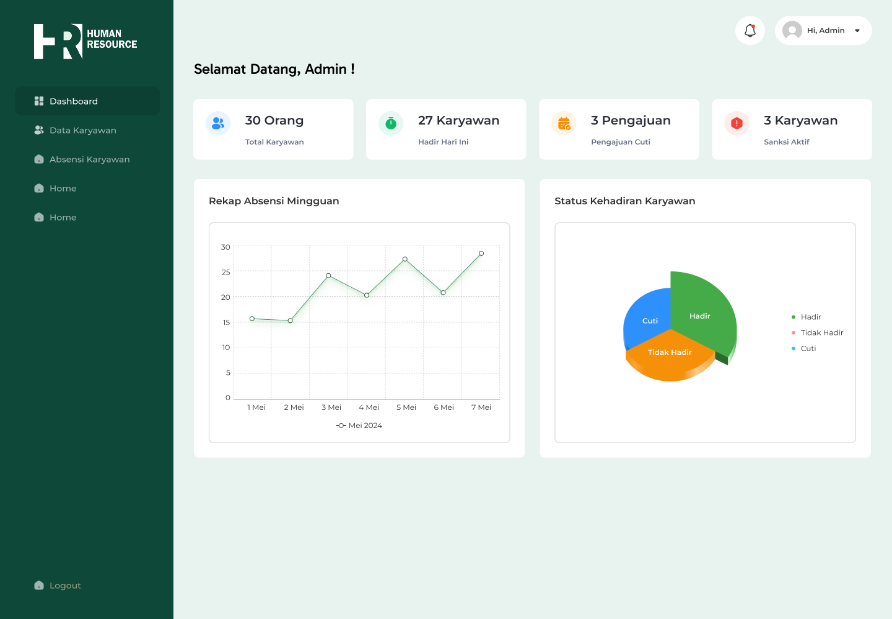 HR HUMAN
RESOURCE
Hi, Admin
Selamat Datang, Admin !
Dashboard
Data Karyawan
Absensi Karyawan
Home
Home
Logout
30 Orang
Total Karyawan
27 Karyawan
Hadir Hari Ini
3 Pengajuan
Pengajuan Cuti
3 Karyawan
Sanksi Aktif
Rekap Absensi Mingguan
30
25
20
15
10
5
0
1 Mei 2 Mei 3 Mei 4 Mei 5 Mei 6 Mei 7 Mei
Mei 2024
Status Kehadiran Karyawan
Cuti
Hadir
Tidak Hadir
Hadir
Tidak Hadir
Cuti